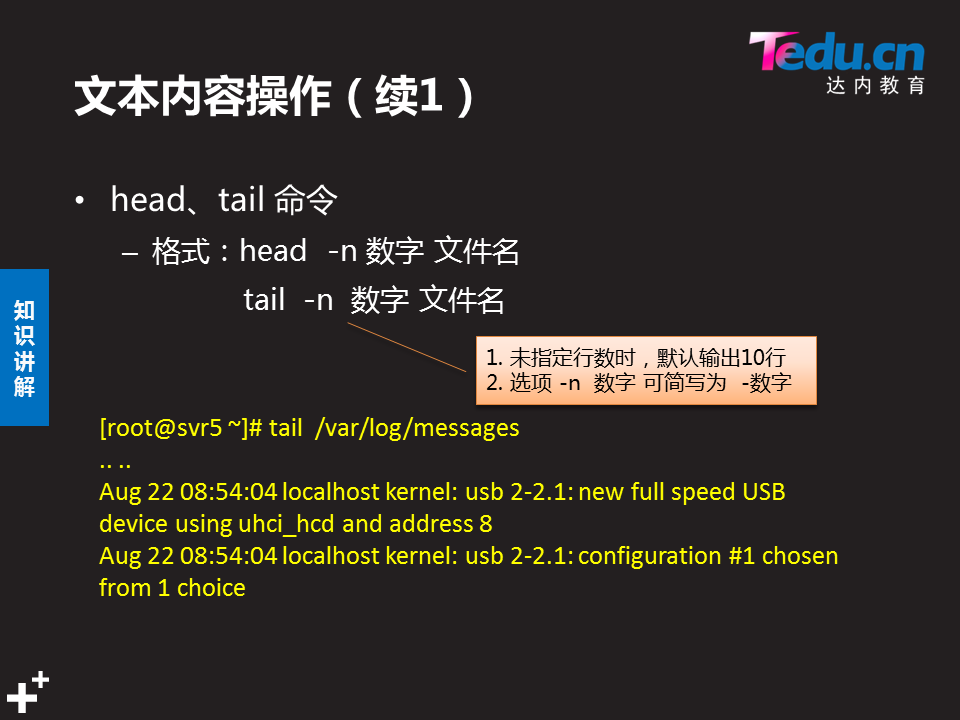 Tedu.cn
达内教育
文本内容操作（续1）
• head、tail 命令
– 格式：head -n 数字 文件名
tail -n 数字 文件名
知
识
讲
解
1. 未指定行数时，默认输出10行
2. 选项 -n 数字 可简写为 -数字
[root@svr5 ~]# tail /var/log/messages
.. ..
Aug 22 08:54:04 localhost kernel: usb 2-2.1: new full speed USB
device using uhci_hcd and address 8
Aug 22 08:54:04 localhost kernel: usb 2-2.1: configuration #1 chosen
from 1 choice